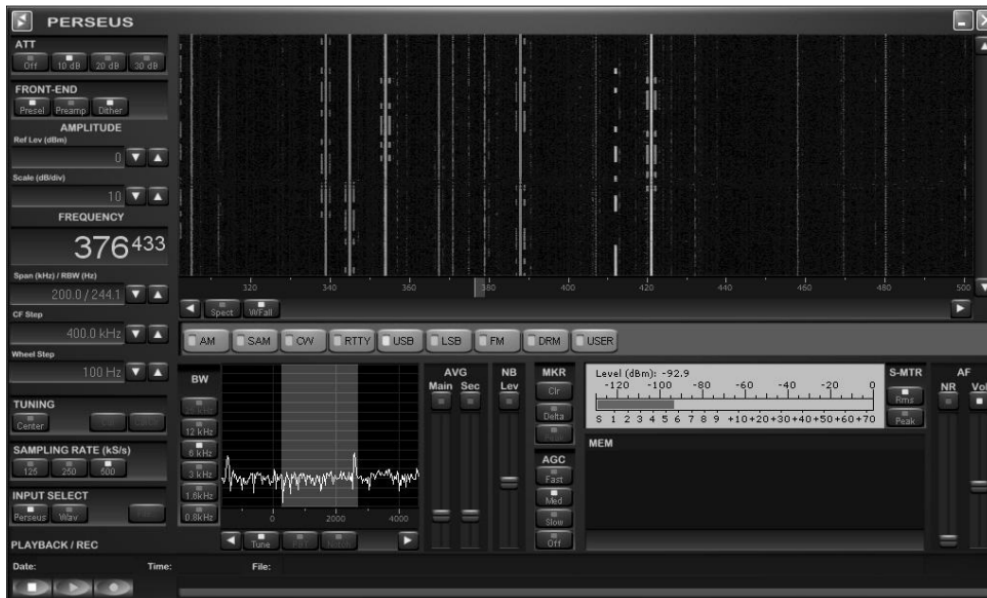 PERSEUS
ATT
Off 10 dB 20 dB 30 dB
FRONT-END
Presel Preamp Dither
AMPLITUDE
Ref Lev (dBm)
0
Scale (dB/div)
10
FREQUENCY
376433
Span (kHz) / RBW (Hz)
200.0 / 244.1
CF Step
400.0 kHz
Wheel Step
100 Hz
TUNING
Center
SAMPLING RATE (kS/s)
125 250 500
INPUT SELECT
Perseus Wav
PLAYBACK / REC
Date: Time: File:
320 340 360 380 400 420 440 460 480 500
Spect WFall
AM SAM CW RTTY USB LSB FM DRM USER
BW
25 kHz
12 kHz
6 kHz
3 kHz
1.6kHz
0.8kHz
0 2000 4000
Tune
AVG
Main Sec
NB
Lev
MKR
Clr
Delta
Peak
AGC
Fast
Med
Slow
Off
Level (dBm): -92.9
-120 -100 -80 -60 -40 -20 0
S 1 2 3 4 5 6 7 8 9 +10+20+30+40+50+60+70
S-MTR
Rms
Peak
MEM
AF
NR Vol